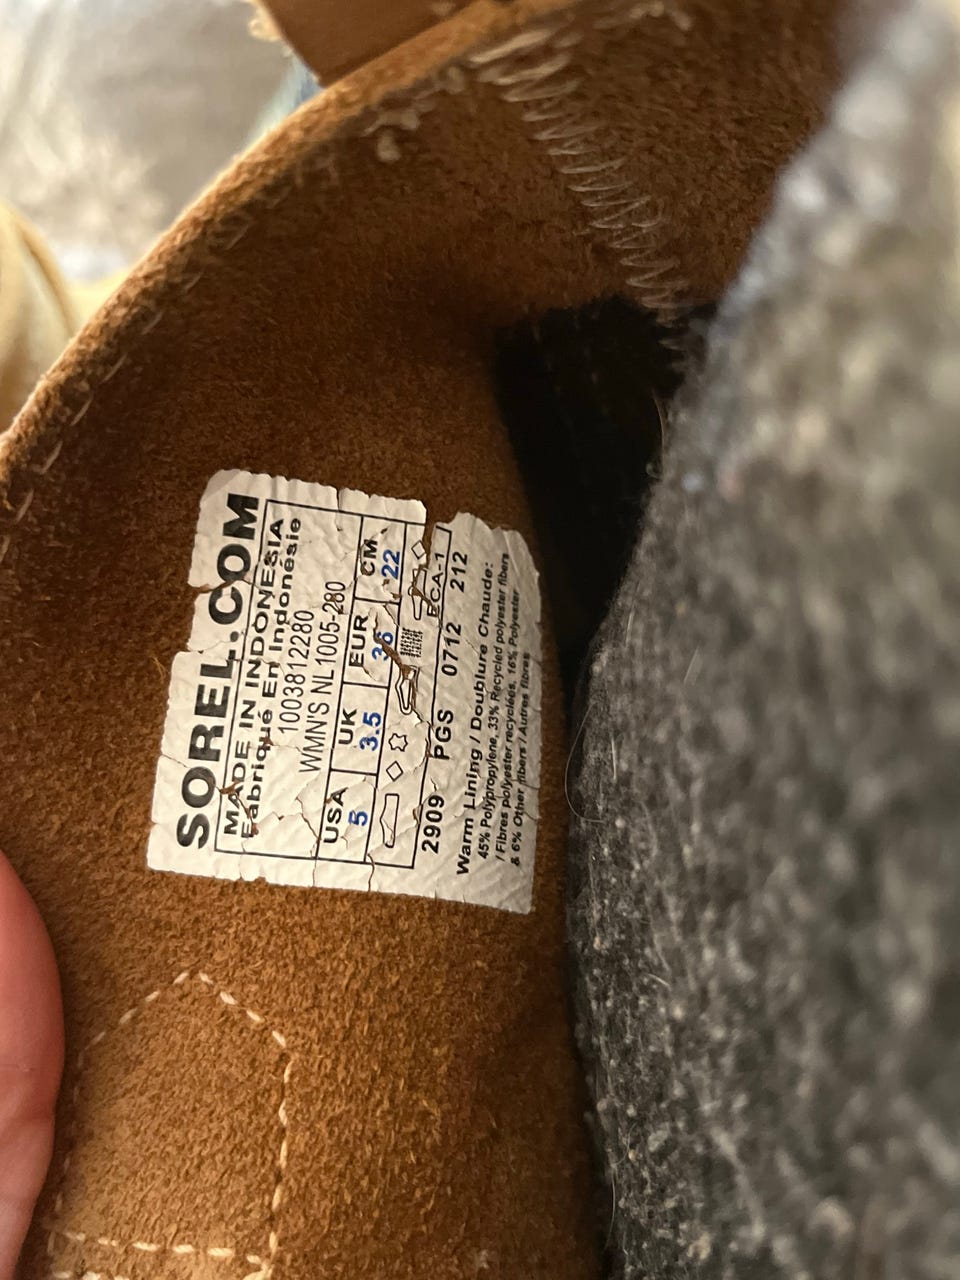 SOREL.COM
MADE IN INDONESIA
Fabriqué En Indonésie
1003812280
WMN'S NL1005-280
USA UK EUR CM
5 3.5 36 22
ECA-1
2909 PGS 0712 212
Warm Lining / Doublure Chaude:
45% Polypropylene, 33% Recycled polyester fibers
/ Fibres polyester recyclées, 16% Polyester
& 6% Other fibers / Autres fibres